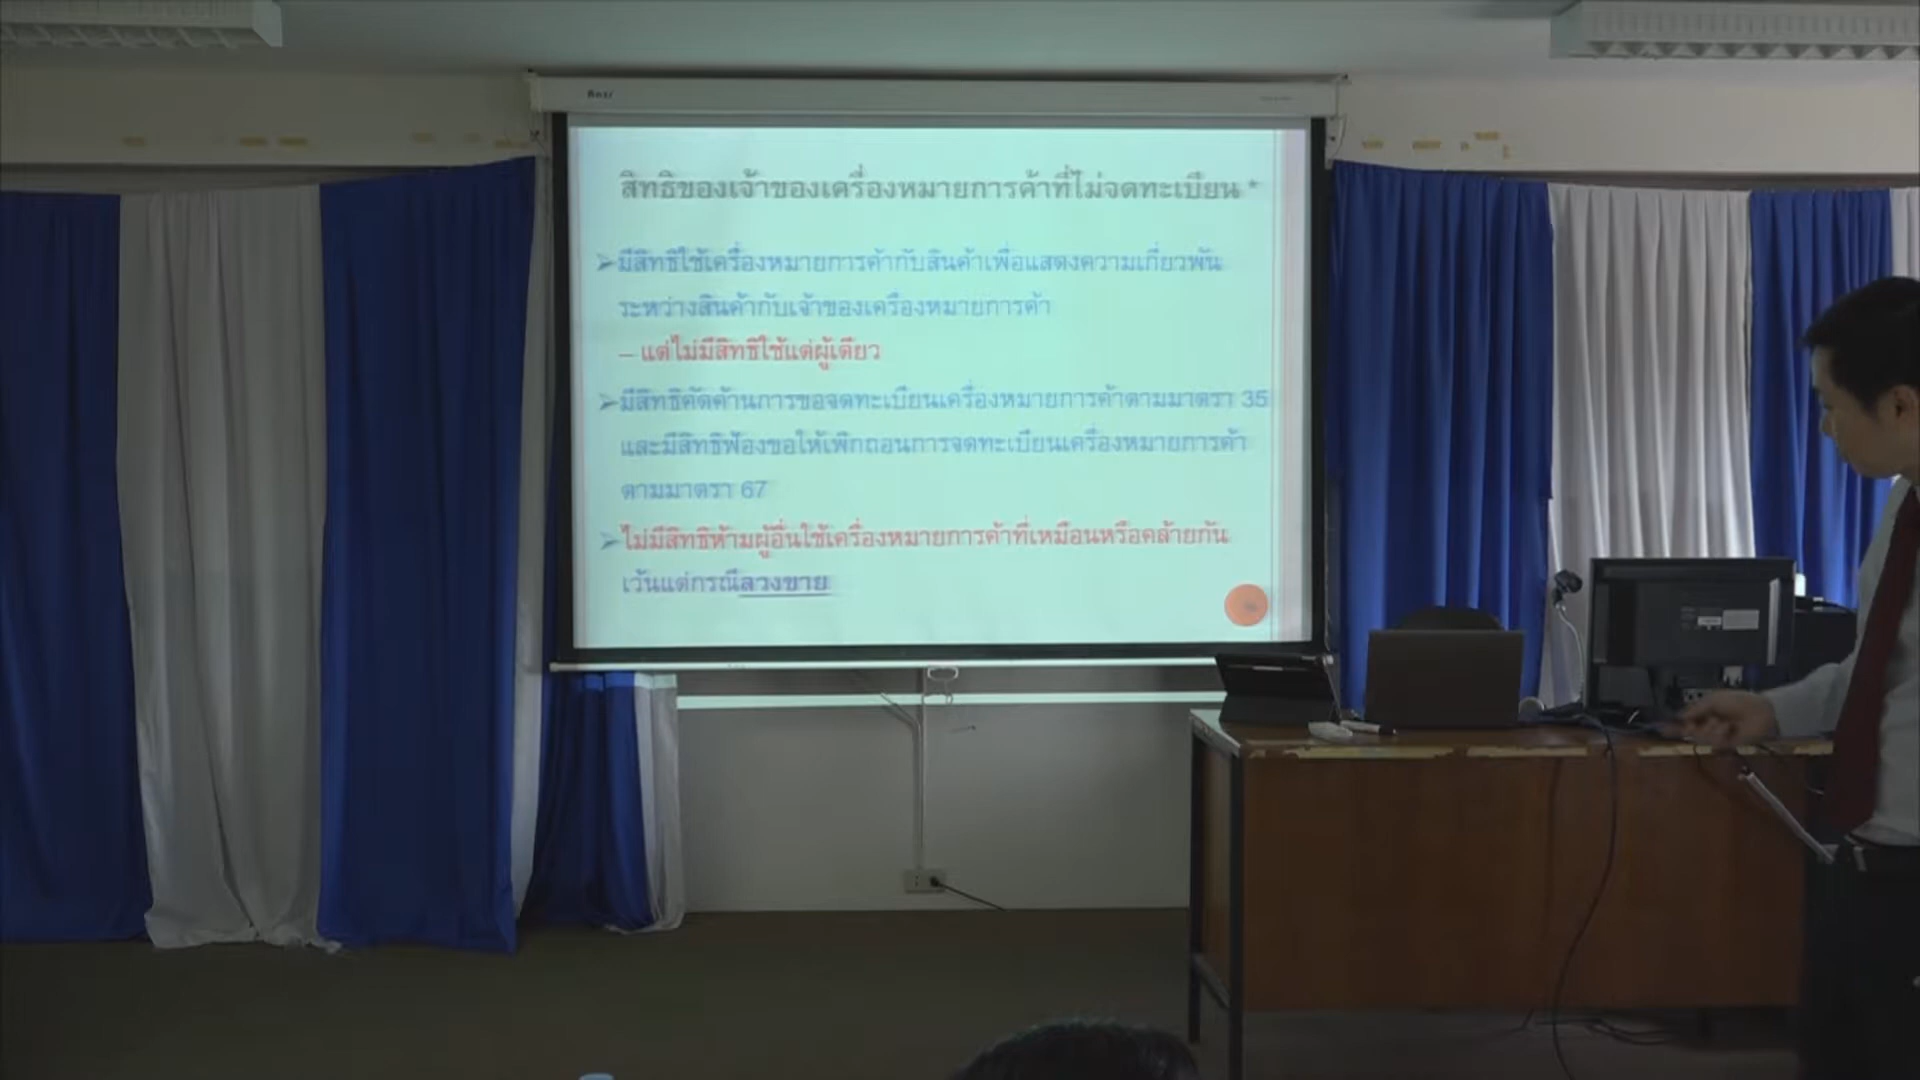 สิทธิของเจ้าของเครื่องหมายการค้าที่ไม่จดทะเบียน *
➢มีสิทธิใช้เครื่องหมายการค้ากับสินค้าเพื่อแสดงความเกี่ยวพัน
ระหว่างสินค้ากับเจ้าของเครื่องหมายการค้า
– แต่ไม่มีสิทธิใช้แต่ผู้เดียว
➢มีสิทธิคัดค้านการขอจดทะเบียนเครื่องหมายการค้าตามมาตรา 35
และมีสิทธิฟ้องขอให้เพิกถอนการจดทะเบียนเครื่องหมายการค้า
ตามมาตรา 67
➢ไม่มีสิทธิห้ามผู้อื่นใช้เครื่องหมายการค้าที่เหมือนหรือคล้ายกัน
เว้นแต่กรณีลวงขาย